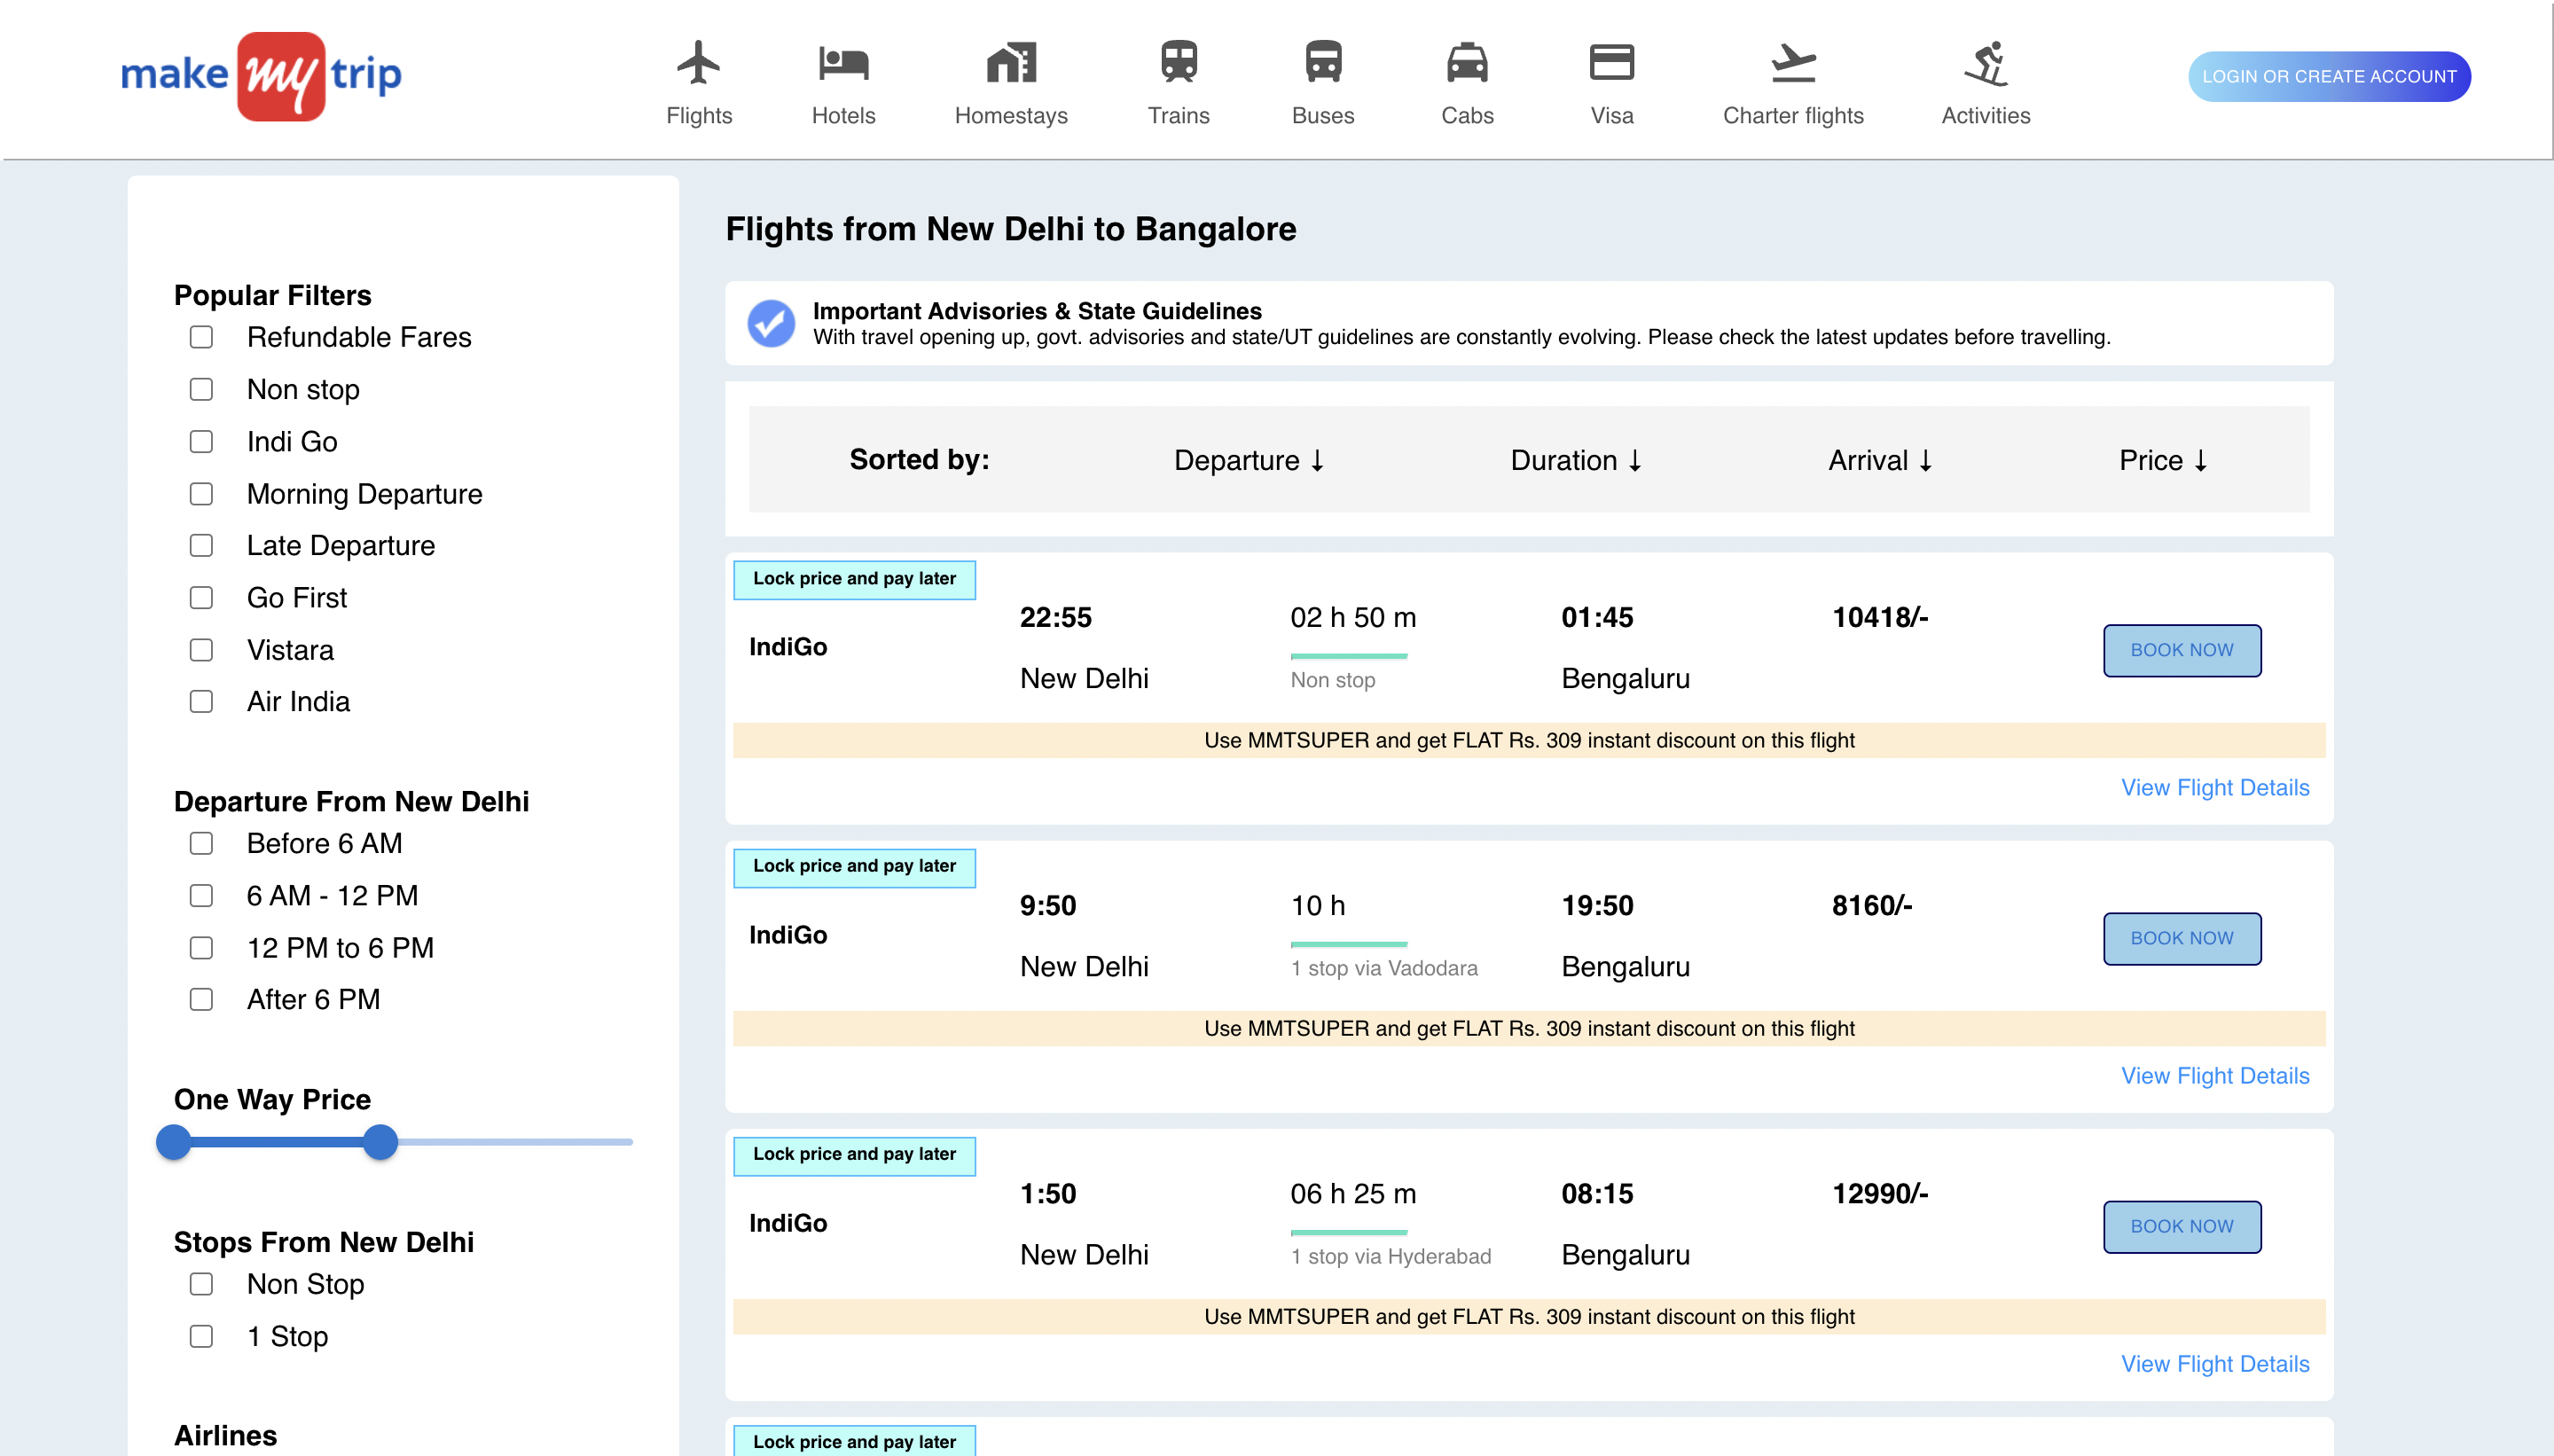 make my trip
Flights
Hotels
Homestays
Trains
Buses
Cabs
Visa
Charter flights
Activities
LOGIN OR CREATE ACCOUNT
Popular Filters
Refundable Fares
Non stop
Indi Go
Morning Departure
Late Departure
Go First
Vistara
Air India
Departure From New Delhi
Before 6 AM
6 AM - 12 PM
12 PM to 6 PM
After 6 PM
One Way Price
Stops From New Delhi
Non Stop
1 Stop
Airlines
Flights from New Delhi to Bangalore
Important Advisories & State Guidelines
With travel opening up, govt. advisories and state/UT guidelines are constantly evolving. Please check the latest updates before travelling.
Sorted by: Departure ↓ Duration ↓ Arrival ↓ Price ↓
Lock price and pay later
IndiGo
22:55
New Delhi
02 h 50 m
Non stop
01:45
Bengaluru
10418/-
BOOK NOW
Use MMTSUPER and get FLAT Rs. 309 instant discount on this flight
View Flight Details
Lock price and pay later
IndiGo
9:50
New Delhi
10 h
1 stop via Vadodara
19:50
Bengaluru
8160/-
BOOK NOW
Use MMTSUPER and get FLAT Rs. 309 instant discount on this flight
View Flight Details
Lock price and pay later
IndiGo
1:50
New Delhi
06 h 25 m
1 stop via Hyderabad
08:15
Bengaluru
12990/-
BOOK NOW
Use MMTSUPER and get FLAT Rs. 309 instant discount on this flight
View Flight Details
Lock price and pay later